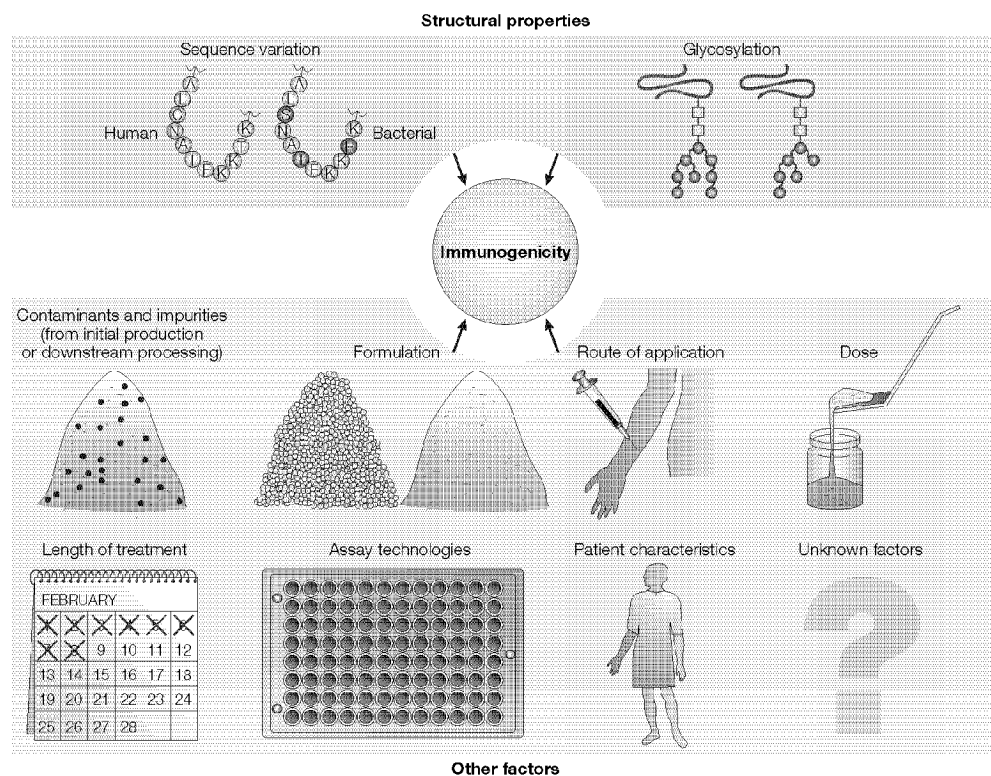 Structural properties
Sequence variation
Glycosylation
Human
Bacterial
Immunogenicity
Contaminants and impurities
(from initial production
or downstream processing)
Formulation
Route of application
Dose
Length of treatment
Assay technologies
Patient characteristics
Unknown factors
FEBRUARY
9 10 11 12
13 14 15 16 17 18
19 20 21 22 23 24
25 26 27 28
?
Other factors